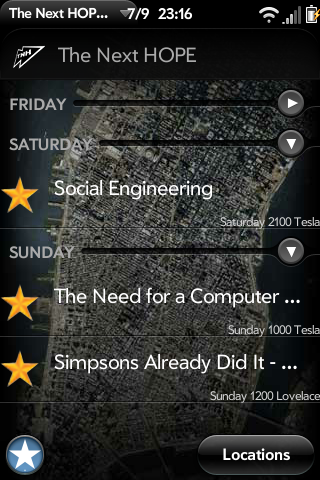 The Next HOP... 7/9 23:16
The Next HOPE
FRIDAY
SATURDAY
Social Engineering
Saturday 2100 Tesla
SUNDAY
The Need for a Computer ...
Sunday 1000 Tesla
Simpsons Already Did It - ...
Sunday 1200 Lovelace
Locations